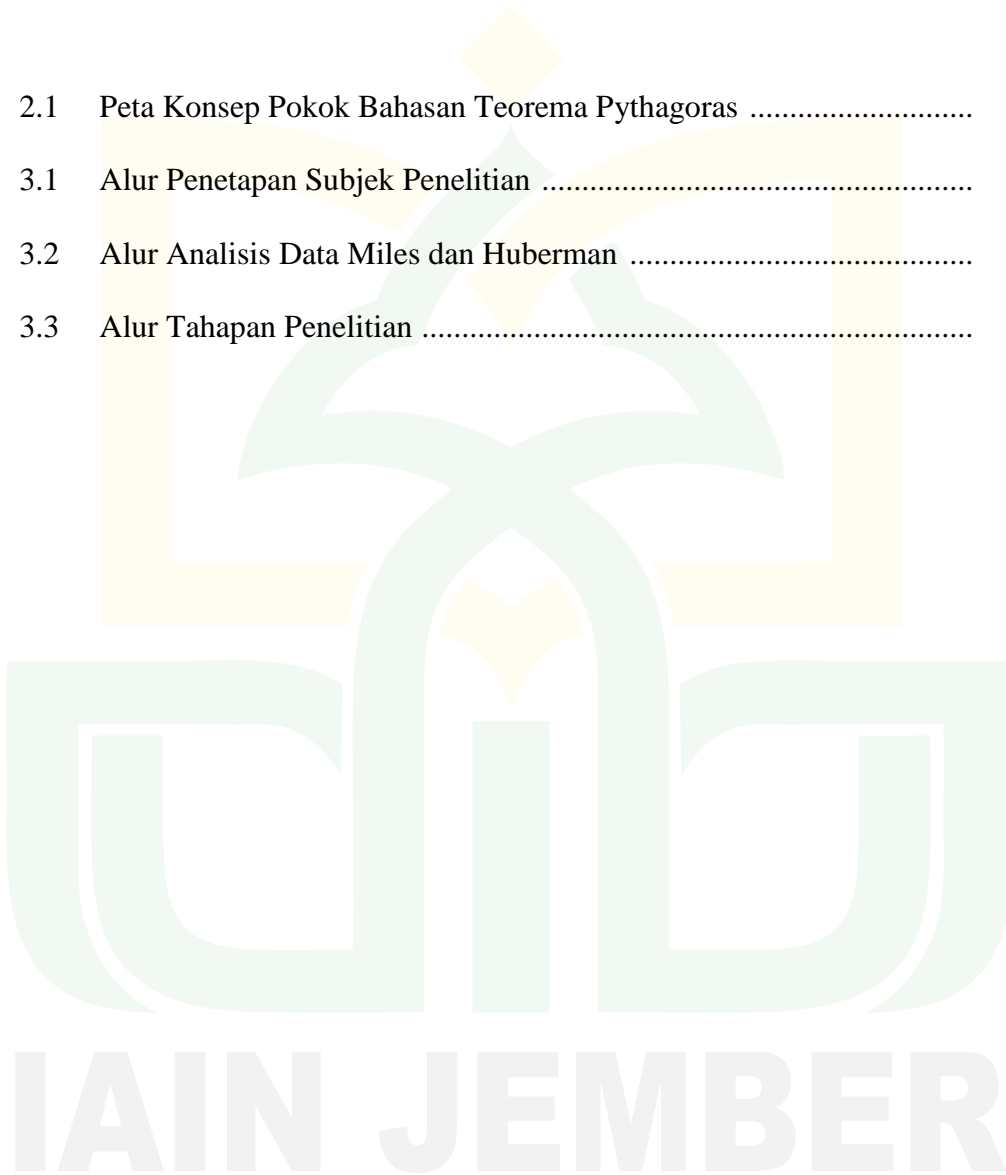 2.1 Peta Konsep Pokok Bahasan Teorema Pythagoras ............................
3.1 Alur Penetapan Subjek Penelitian .......................................................
3.2 Alur Analisis Data Miles dan Huberman ............................................
3.3 Alur Tahapan Penelitian ......................................................................
IAIN JEMBER